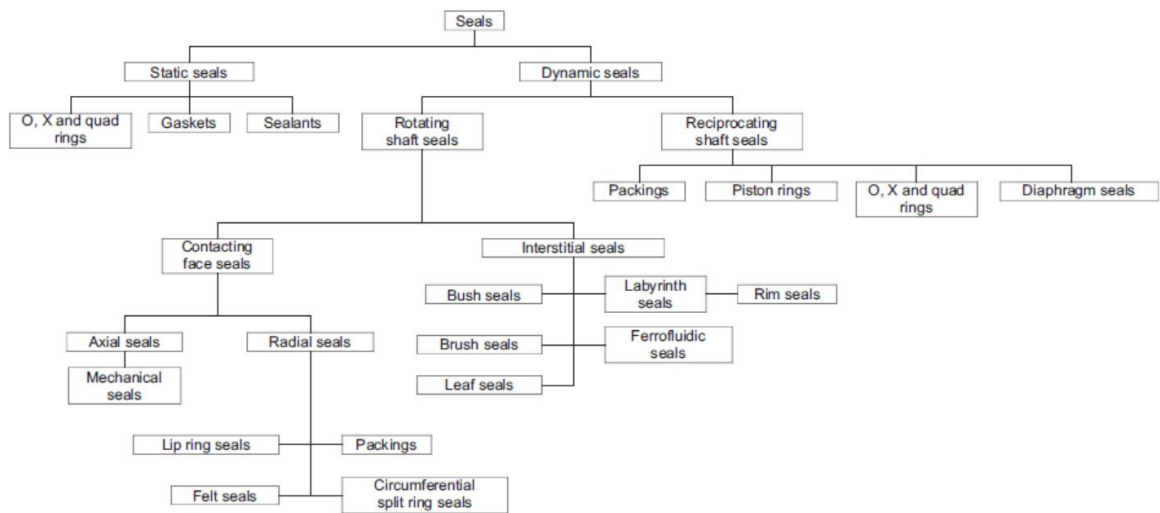 Seals
Static seals
Dynamic seals
O, X and quad
rings
Gaskets
Sealants
Rotating
shaft seals
Reciprocating
shaft seals
Packings
Piston rings
O, X and quad
rings
Diaphragm seals
Contacting
face seals
Interstitial seals
Bush seals
Labyrinth
seals
Rim seals
Axial seals
Radial seals
Brush seals
Ferrofluidic
seals
Mechanical
seals
Leaf seals
Lip ring seals
Packings
Felt seals
Circumferential
split ring seals